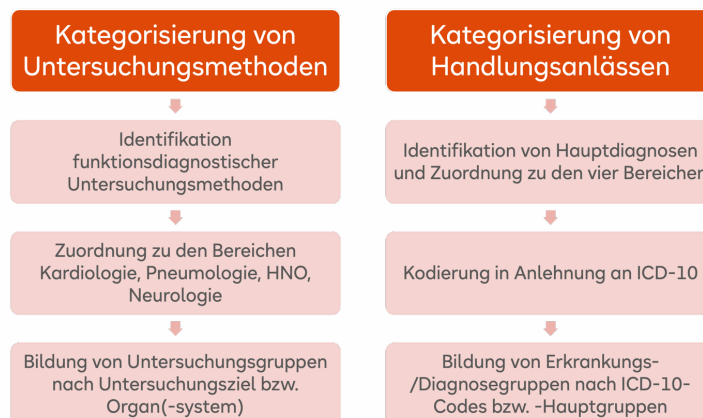 Kategorisierung von
Untersuchungsmethoden
Identifikation
funktionsdiagnostischer
Untersuchungsmethoden
Zuordnung zu den Bereichen
Kardiologie, Pneumologie, HNO,
Neurologie
Bildung von Untersuchungsgruppen
nach Untersuchungsziel bzw.
Organ(-system)
Kategorisierung von
Handlungsanlässen
Identifikation von Hauptdiagnosen
und Zuordnung zu den vier Bereichen
Kodierung in Anlehnung an ICD-10
Bildung von Erkrankungs-
/Diagnosegruppen nach ICD-10-
Codes bzw. -Hauptgruppen